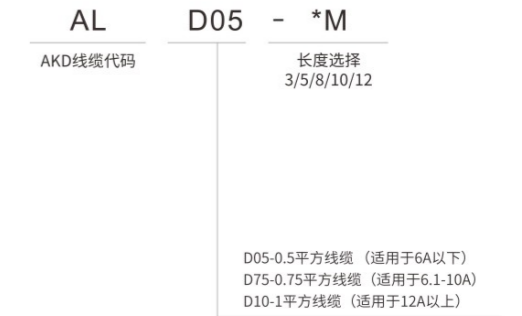 AL D05 - *M
AKD线缆代码
长度选择
3/5/8/10/12
D05-0.5平方线缆（适用于6A以下）
D75-0.75平方线缆（适用于6.1-10A）
D10-1平方线缆（适用于12A以上）